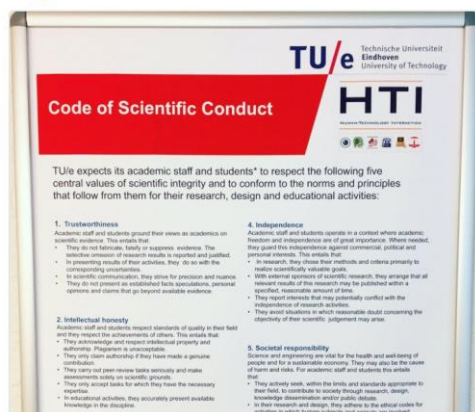 TU/e
Technische Universiteit
Eindhoven
University of Technology
Code of Scientific Conduct
HTI
HUMAN TECHNOLOGY INTERACTION
TU/e expects its academic staff and students* to respect the following five
central values of scientific integrity and to conform to the norms and principles
that follow from them for their research, design and educational activities:
1. Trustworthiness
Academic staff and students ground their views as academics on
scientific evidence. This entails that:
• They do not fabricate, falsify or suppress evidence. The
selective omission of research results is reported and justified.
• In presenting results of their activities, they do so with the
corresponding uncertainties.
• In scientific communication, they strive for precision and nuance.
• They do not present as established facts speculations, personal
opinions and claims that go beyond available evidence.
2. Intellectual honesty
Academic staff and students respect standards of quality in their field
and they respect the achievements of others. This entails that:
• They acknowledge and respect intellectual property and
authorship. Plagiarism is unacceptable.
• They only claim authorship if they have made a genuine
contribution.
• They carry out peer-review tasks seriously and make
assessments solely on scientific grounds.
• They only accept tasks for which they have the necessary
expertise.
• In educational activities, they accurately present available
knowledge in the discipline.
4. Independence
Academic staff and students operate in a context where academic
freedom and independence are of great importance. Where needed,
they guard this independence against commercial, political and
personal interests. This entails that:
• In research, they chose their methods and criteria primarily to
realize scientifically valuable goals.
• With external sponsors of scientific research, they arrange that all
relevant results of this research may be published within a
specified, reasonable amount of time.
• They report interests that may potentially conflict with the
independence of research activities.
• They avoid situations in which reasonable doubt concerning the
objectivity of their scientific judgement may arise.
5. Societal responsibility
Science and engineering are vital for the health and well-being of
people and for a sustainable economy. They may also be the cause
of harm and risks. For academic staff and students this entails
that:
• They actively seek, within the limits and standards appropriate to
their field, to contribute to society through research, design,
knowledge dissemination and/or public debate.
• In their research and design, they adhere to the ethical codes for